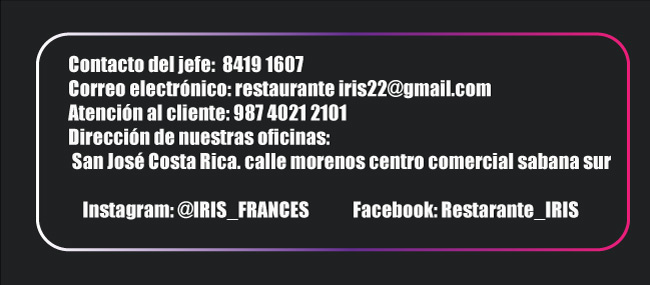 Contacto del jefe: 8419 1607
Correo electrónico: restaurante iris22@gmail.com
Atención al cliente: 987 4021 2101
Dirección de nuestras oficinas:
San José Costa Rica. calle morenos centro comercial sabana sur
Instagram: @IRIS_FRANCES Facebook: Restarante_IRIS